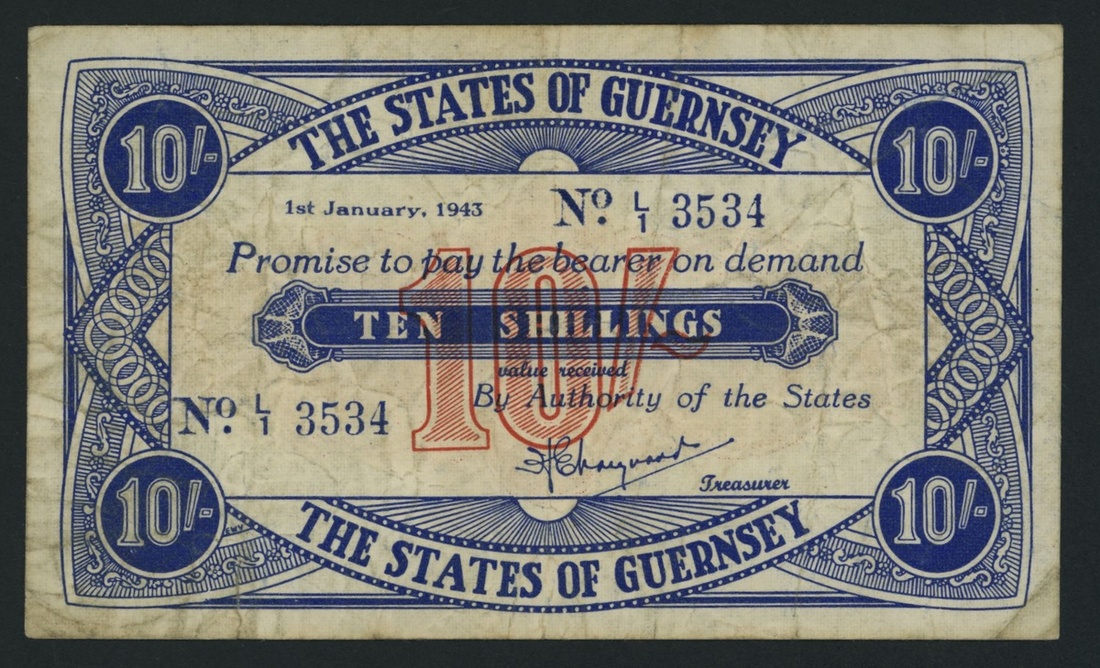 THE STATES OF GUERNSEY
10/- 10/-
1st January, 1943 No. L/1 3534
Promise to pay the bearer on demand
10/-
TEN SHILLINGS
value received
By Authority of the States
No. L/1 3534
Treasurer
10/- 10/-
THE STATES OF GUERNSEY